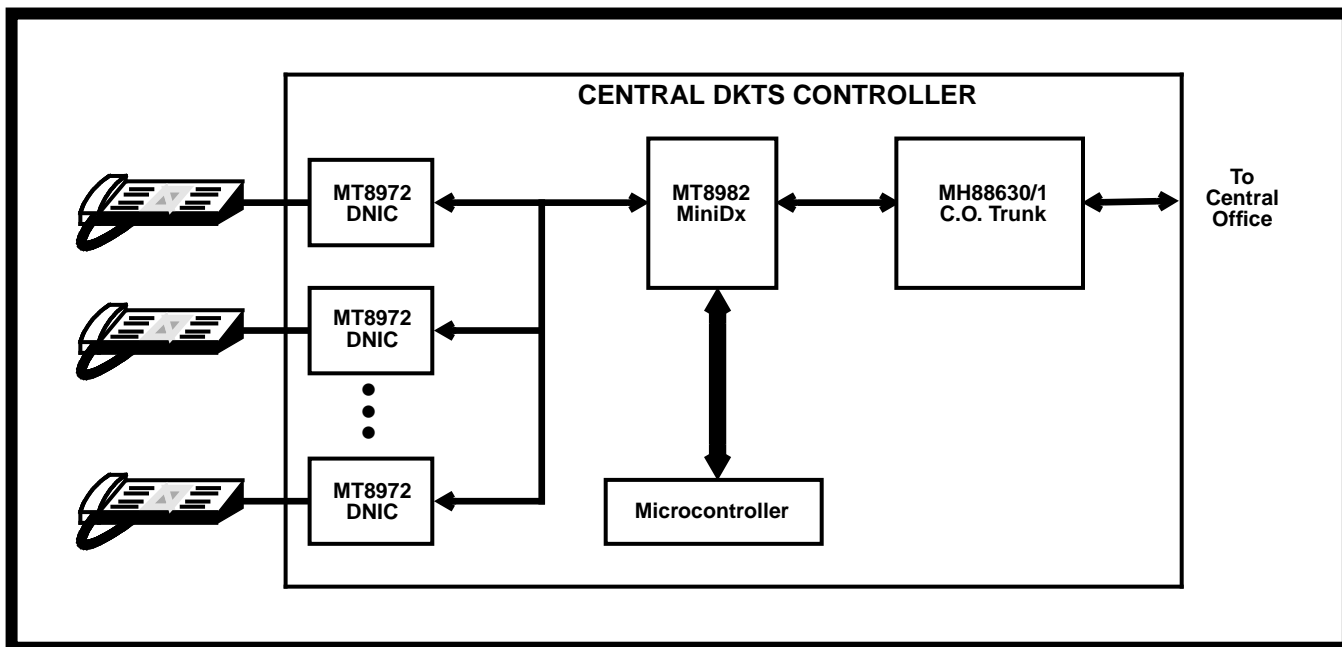 CENTRAL DKTS CONTROLLER
MT8972
DNIC
MT8982
MiniDx
MH88630/1
C.O. Trunk
To
Central
Office
MT8972
DNIC
MT8972
DNIC
Microcontroller